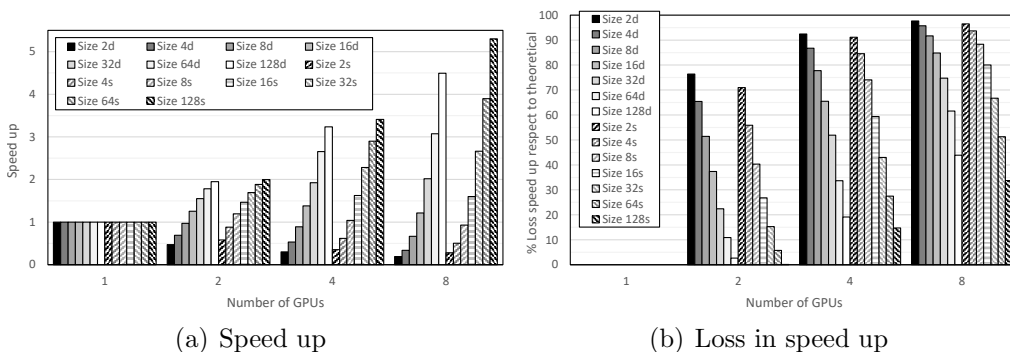 Speed up
5
4
3
2
1
0
Size 2d Size 4d Size 8d Size 16d
Size 32d Size 64d Size 128d Size 2s
Size 4s Size 8s Size 16s Size 32s
Size 64s Size 128s
1 2 4 8
Number of GPUs
(a) Speed up
% Loss speed up respect to theoretical
100
90
80
70
60
50
40
30
20
10
0
Size 2d
Size 4d
Size 8d
Size 16d
Size 32d
Size 64d
Size 128d
Size 2s
Size 4s
Size 8s
Size 16s
Size 32s
Size 64s
Size 128s
1 2 4 8
Number of GPUs
(b) Loss in speed up